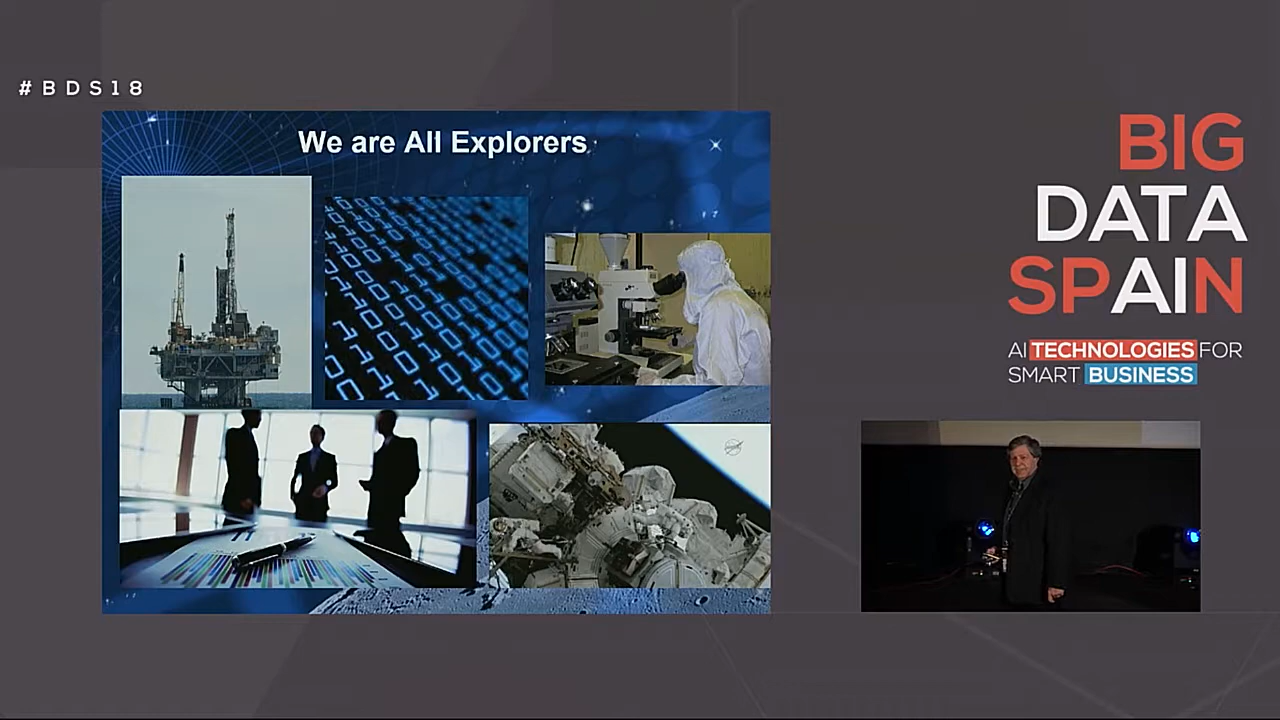 #BDS18
We are All Explorers
BIG
DATA
SPAIN
AI TECHNOLOGIES FOR
SMART BUSINESS